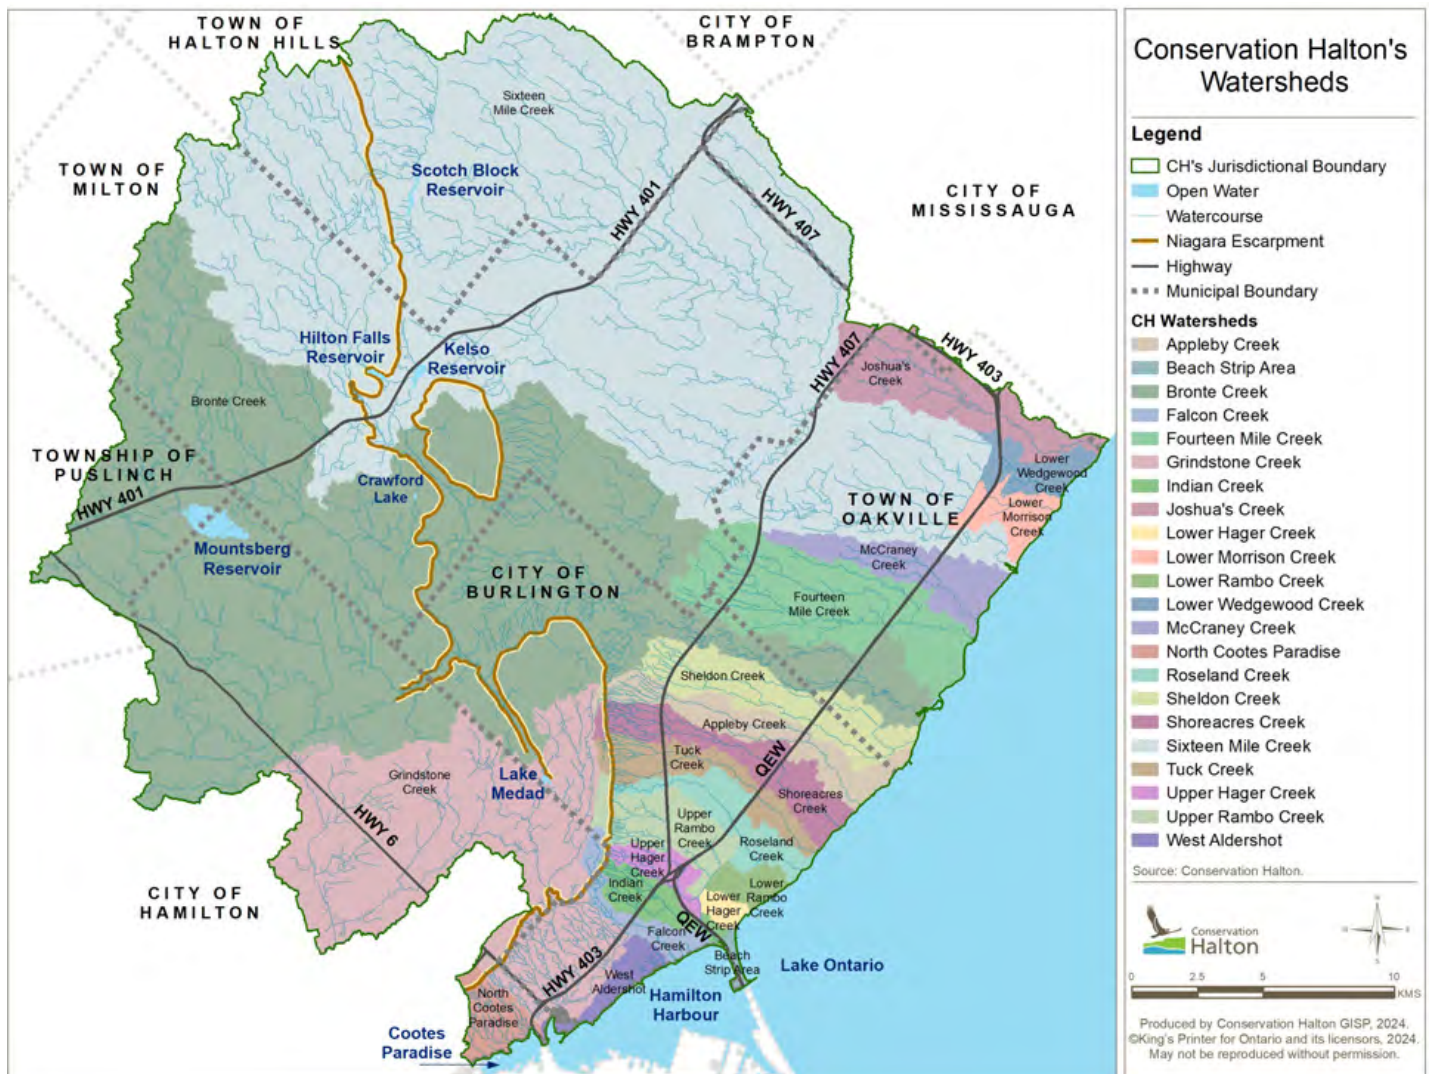 TOWN OF
HALTON HILLS
CITY OF
BRAMPTON
Sixteen
Mile Creek
TOWN OF
MILTON
Scotch Block
Reservoir
HWY 401
HWY 407
CITY OF
MISSISSAUGA
Hilton Falls
Reservoir
Kelso
Reservoir
HWY 407
HWY 403
Joshua's
Creek
Bronte Creek
TOWNSHIP OF
PUSLINCH
HWY 401
Crawford
Lake
Lower
Wedgewood
Creek
TOWN OF
OAKVILLE
Lower
Morrison
Creek
Mountsberg
Reservoir
McCraney
Creek
CITY OF
BURLINGTON
Fourteen
Mile Creek
Sheldon Creek
Appleby Creek
Tuck
Creek
QEW
Grindstone
Creek
Lake
Medad
Shoreacres
Creek
HWY 6
Upper
Rambo
Creek
Roseland
Creek
Upper
Hager
Creek
CITY OF
HAMILTON
Indian
Creek
Lower
Hager
Creek
Lower
Rambo
Creek
QEW
Falcon
Creek
Beach
Strip Area
Lake Ontario
HWY 403
West
Aldershot
Hamilton
Harbour
North
Cootes
Paradise
Cootes
Paradise
Conservation Halton's
Watersheds
Legend
CH's Jurisdictional Boundary
Open Water
Watercourse
Niagara Escarpment
Highway
Municipal Boundary
CH Watersheds
Appleby Creek
Beach Strip Area
Bronte Creek
Falcon Creek
Fourteen Mile Creek
Grindstone Creek
Indian Creek
Joshua's Creek
Lower Hager Creek
Lower Morrison Creek
Lower Rambo Creek
Lower Wedgewood Creek
McCraney Creek
North Cootes Paradise
Roseland Creek
Sheldon Creek
Shoreacres Creek
Sixteen Mile Creek
Tuck Creek
Upper Hager Creek
Upper Rambo Creek
West Aldershot
Source: Conservation Halton.
Conservation
Halton
N
W E
S
0 2.5 5 10
KMS
Produced by Conservation Halton GISP, 2024.
©King's Printer for Ontario and its licensors, 2024.
May not be reproduced without permission.